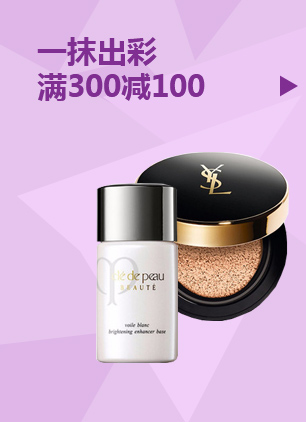 一抹出彩
满300减100
YSL
clé de peau
BEAUTÉ
voile blanc
brightening enhancer base